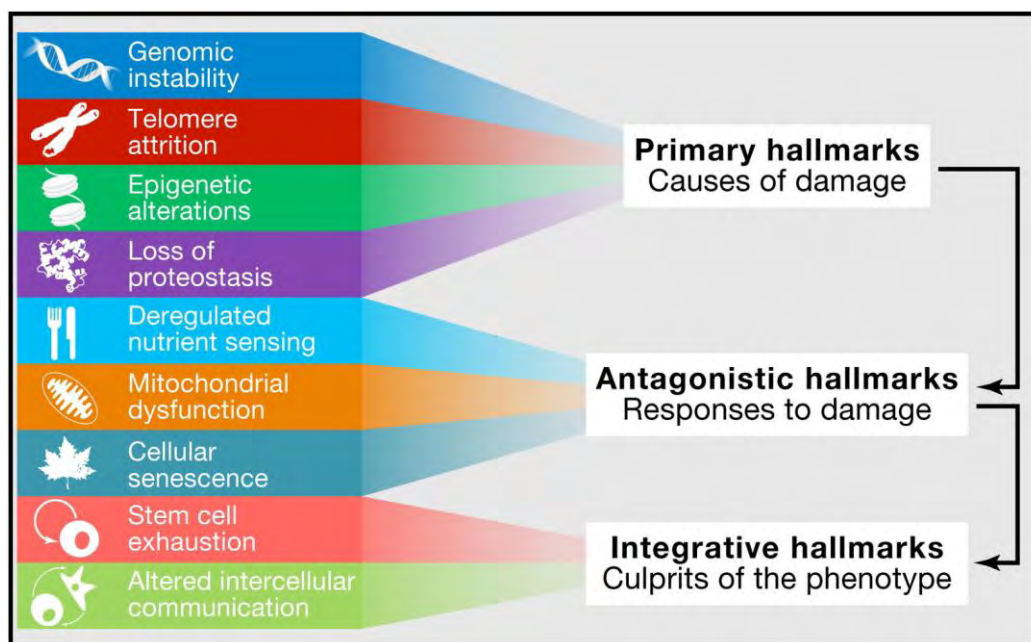 Genomic
instability
Telomere
attrition
Epigenetic
alterations
Loss of
proteostasis
Deregulated
nutrient sensing
Mitochondrial
dysfunction
Cellular
senescence
Stem cell
exhaustion
Altered intercellular
communication
Primary hallmarks
Causes of damage
Antagonistic hallmarks
Responses to damage
Integrative hallmarks
Culprits of the phenotype